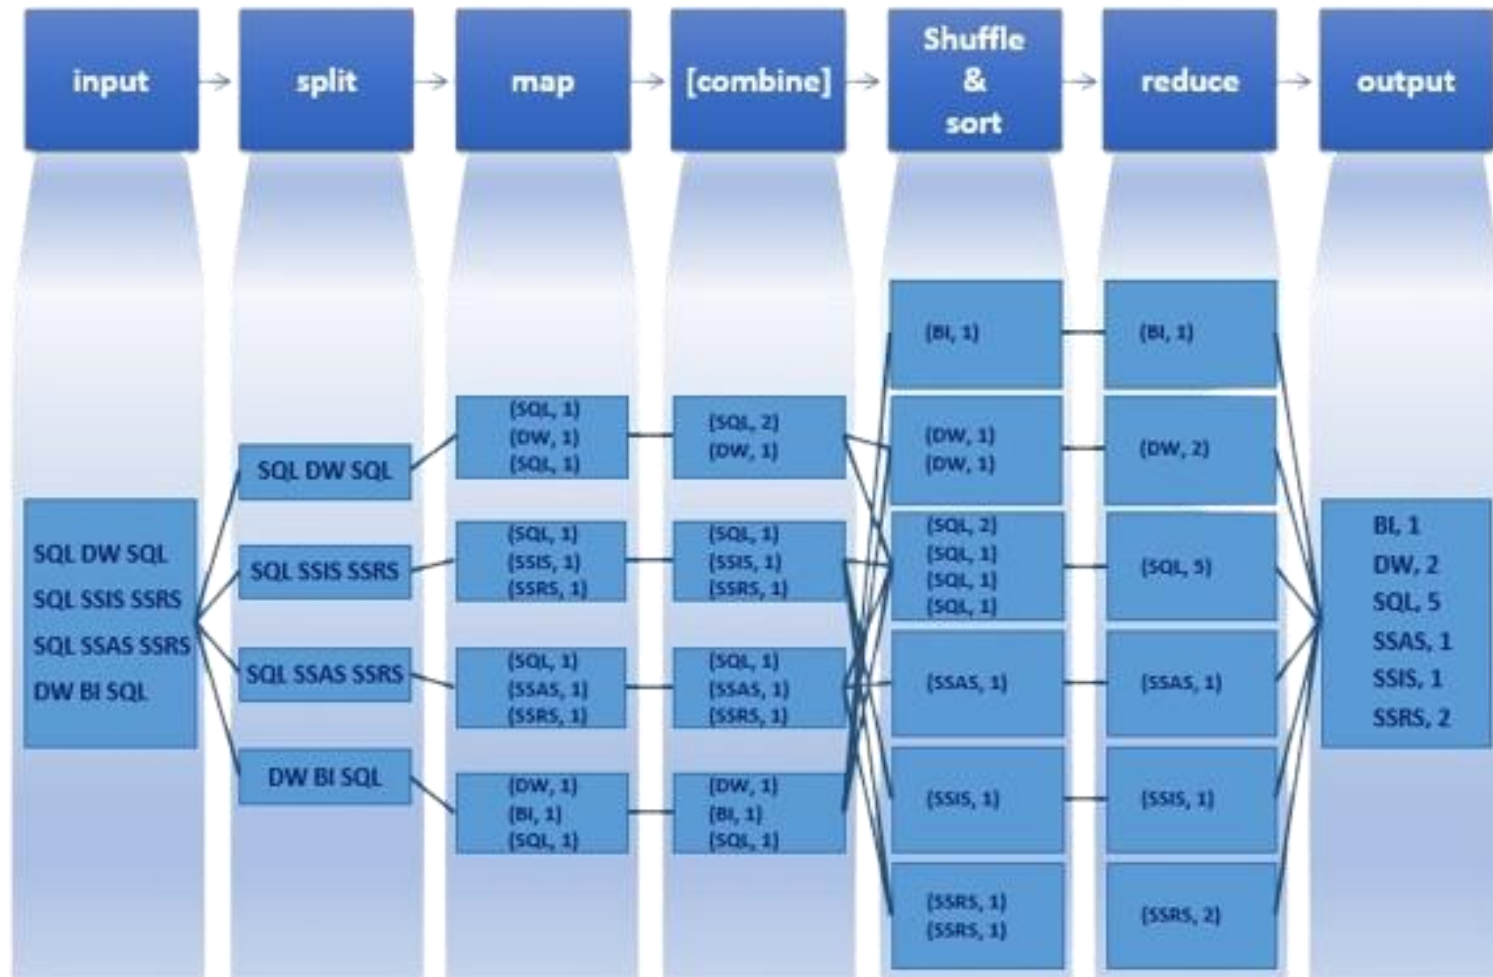 input
split
map
[combine]
Shuffle
&
sort
reduce
output
SQL DW SQL
SQL SSIS SSRS
SQL SSAS SSRS
DW BI SQL
SQL DW SQL
SQL SSIS SSRS
SQL SSAS SSRS
DW BI SQL
(SQL, 1)
(DW, 1)
(SQL, 1)
(SQL, 1)
(SSIS, 1)
(SSRS, 1)
(SQL, 1)
(SSAS, 1)
(SSRS, 1)
(DW, 1)
(BI, 1)
(SQL, 1)
(SQL, 2)
(DW, 1)
(SQL, 1)
(SSIS, 1)
(SSRS, 1)
(SQL, 1)
(SSAS, 1)
(SSRS, 1)
(DW, 1)
(BI, 1)
(SQL, 1)
(BI, 1)
(DW, 1)
(DW, 1)
(SQL, 2)
(SQL, 1)
(SQL, 1)
(SQL, 1)
(SSAS, 1)
(SSIS, 1)
(SSRS, 1)
(SSRS, 1)
(BI, 1)
(DW, 2)
(SQL, 5)
(SSAS, 1)
(SSIS, 1)
(SSRS, 2)
BI, 1
DW, 2
SQL, 5
SSAS, 1
SSIS, 1
SSRS, 2